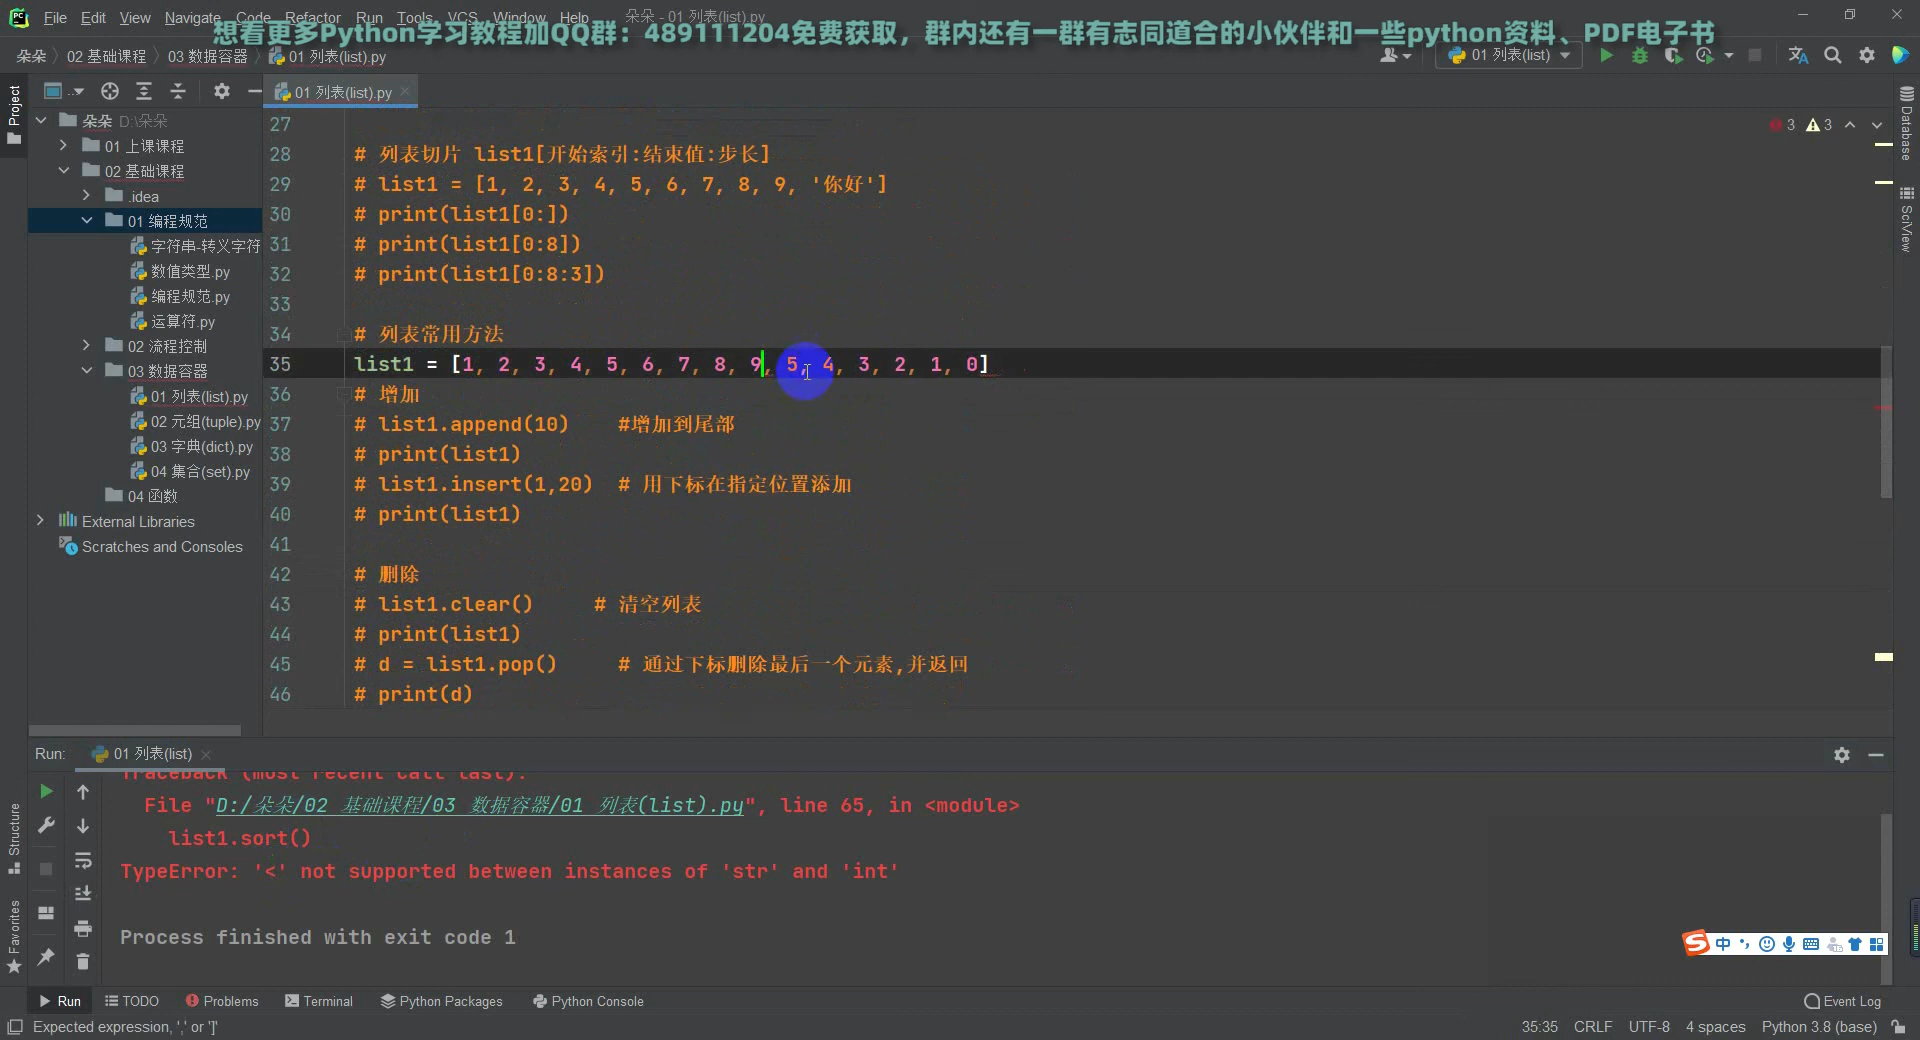 File Edit View Navigate Code Refactor Run Tools VCS Window Help 朵朵 - 01 列表(list).py
想看更多Python学习教程加QQ群：489111204免费获取，群内还有一群有志同道合的小伙伴和一些python资料、PDF电子书
朵朵 02 基础课程 03 数据容器 01 列表(list).py 01 列表(list)
Project
01 列表(list).py
朵朵 D:\朵朵
01 上课课程
02 基础课程
.idea
01 编程规范
字符串-转义字符
数值类型.py
编程规范.py
运算符.py
02 流程控制
03 数据容器
01 列表(list).py
02 元组(tuple).py
03 字典(dict).py
04 集合(set).py
04 函数
External Libraries
Scratches and Consoles
3 3
Database
SciView
27
28 # 列表切片 list1[开始索引:结束值:步长]
29 # list1 = [1, 2, 3, 4, 5, 6, 7, 8, 9, '你好']
30 # print(list1[0:])
31 # print(list1[0:8])
32 # print(list1[0:8:3])
33
34 # 列表常用方法
35 list1 = [1, 2, 3, 4, 5, 6, 7, 8, 9, 5, 4, 3, 2, 1, 0]
36 # 增加
37 # list1.append(10) #增加到尾部
38 # print(list1)
39 # list1.insert(1,20) # 用下标在指定位置添加
40 # print(list1)
41
42 # 删除
43 # list1.clear() # 清空列表
44 # print(list1)
45 # d = list1.pop() # 通过下标删除最后一个元素,并返回
46 # print(d)
Run: 01 列表(list)
Traceback (most recent call last):
File "D:/朵朵/02 基础课程/03 数据容器/01 列表(list).py", line 65, in <module>
list1.sort()
TypeError: '<' not supported between instances of 'str' and 'int'
Process finished with exit code 1
Structure
Favorites
中
Run TODO Problems Terminal Python Packages Python Console Event Log
Expected expression, ',' or ']' 35:35 CRLF UTF-8 4 spaces Python 3.8 (base)